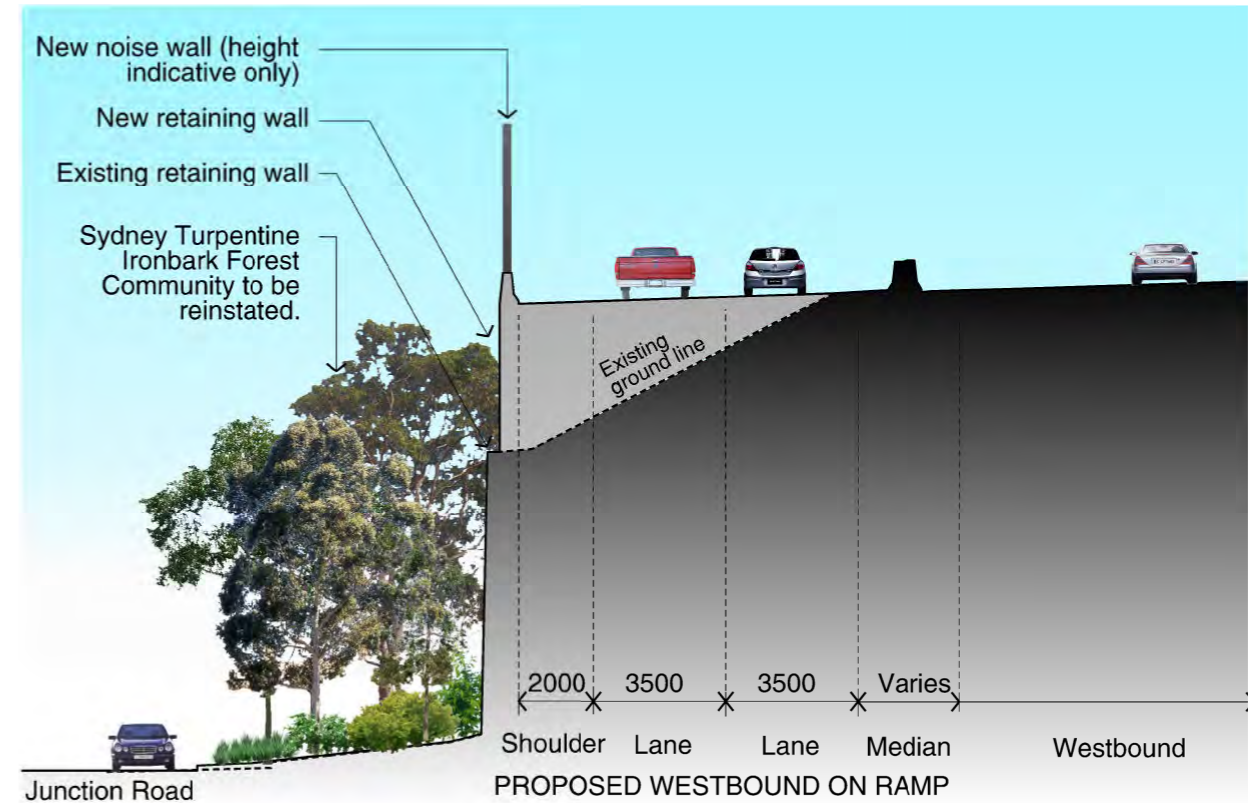 New noise wall (height
indicative only)
New retaining wall
Existing retaining wall
Sydney Turpentine
Ironbark Forest
Community to be
reinstated.
Existing
ground line
2000 3500 3500 Varies
Shoulder Lane Lane Median Westbound
Junction Road
PROPOSED WESTBOUND ON RAMP